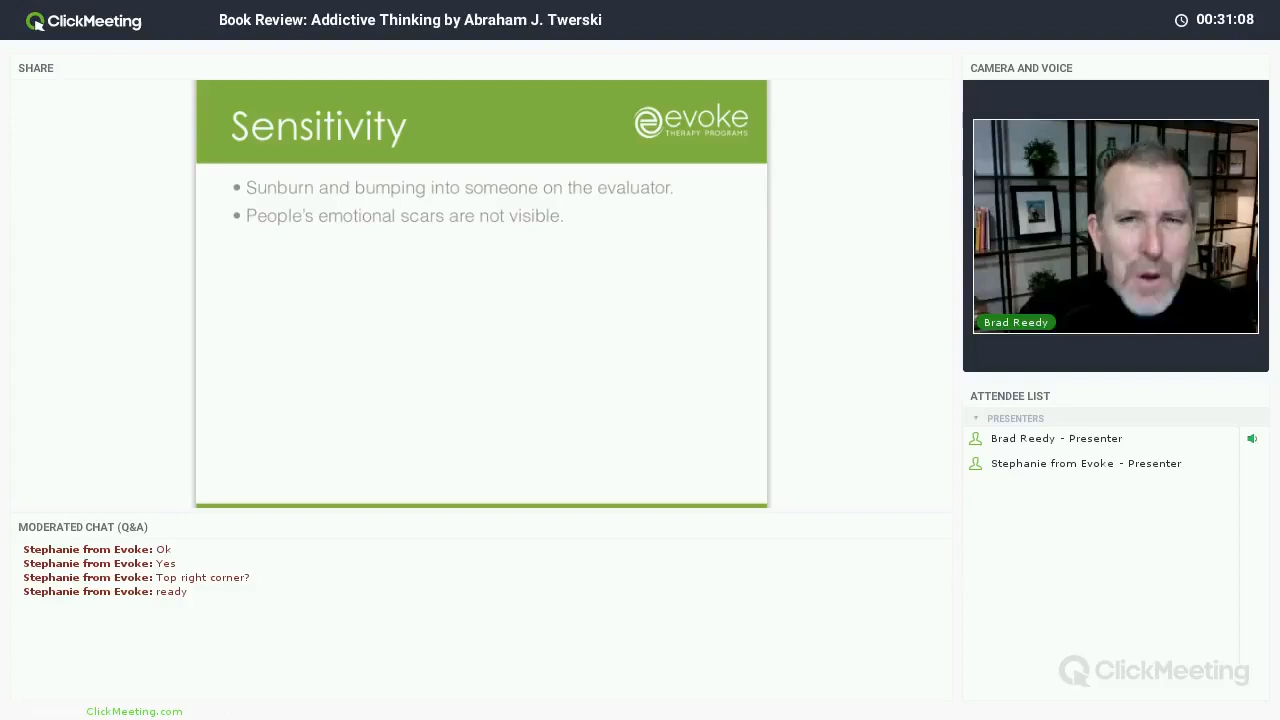 ClickMeeting
Book Review: Addictive Thinking by Abraham J. Twerski
00:31:08
SHARE
Sensitivity
evoke
THERAPY PROGRAMS
• Sunburn and bumping into someone on the evaluator.
• People's emotional scars are not visible.
CAMERA AND VOICE
Brad Reedy
ATTENDEE LIST
PRESENTERS
Brad Reedy - Presenter
Stephanie from Evoke - Presenter
MODERATED CHAT (Q&A)
Stephanie from Evoke: Ok
Stephanie from Evoke: Yes
Stephanie from Evoke: Top right corner?
Stephanie from Evoke: ready
ClickMeeting
ClickMeeting.com